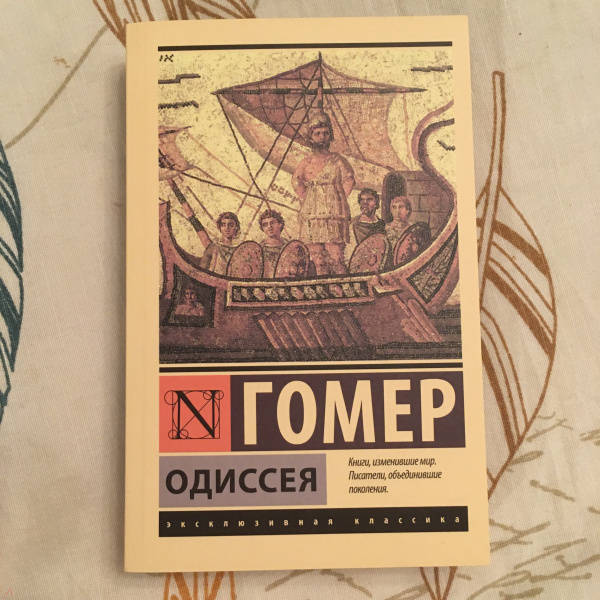 N
ГОМЕР
ОДИССЕЯ
Книги, изменившие мир.
Писатели, объединившие
поколения.
эксклюзивная классика